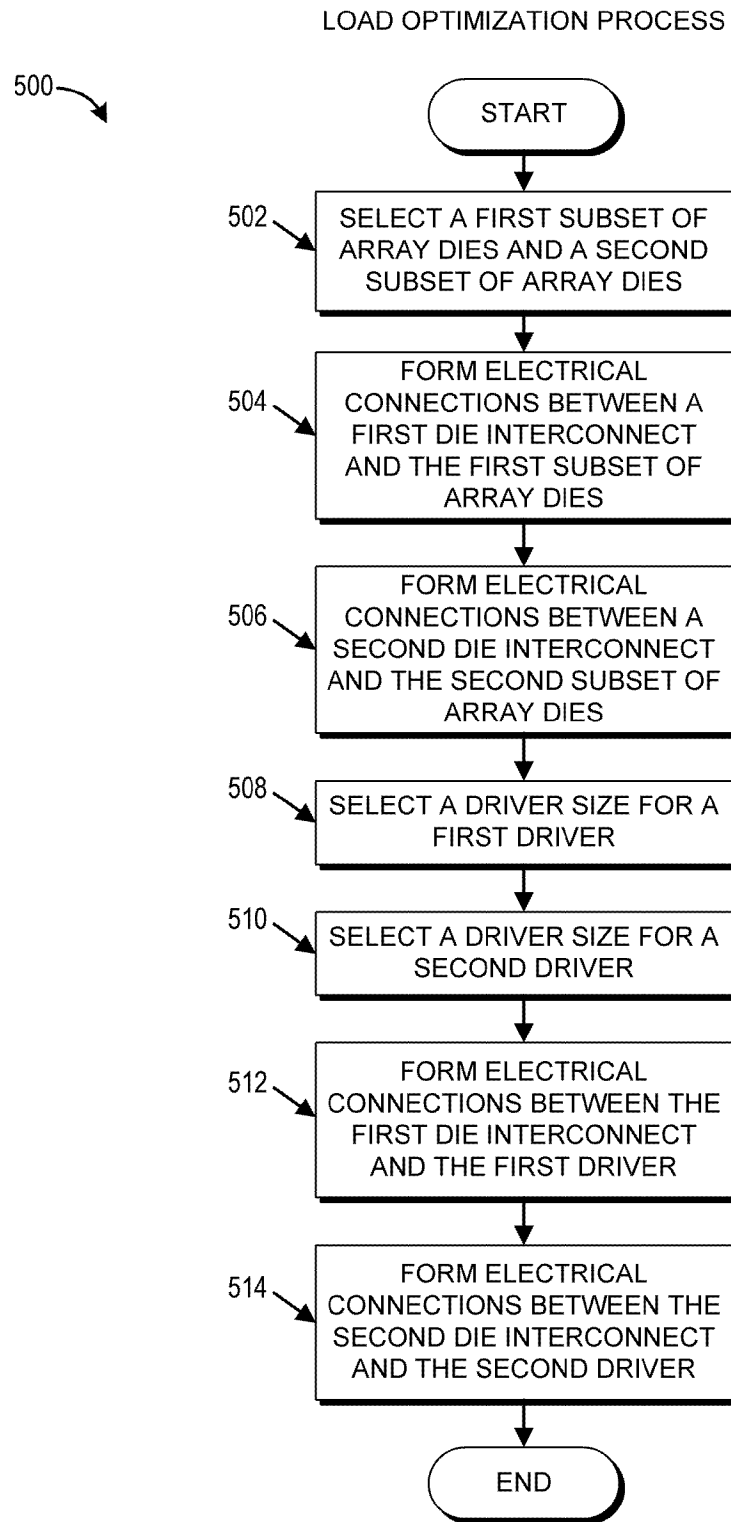 LOAD OPTIMIZATION PROCESS
500
START
502
SELECT A FIRST SUBSET OF
ARRAY DIES AND A SECOND
SUBSET OF ARRAY DIES
504
FORM ELECTRICAL
CONNECTIONS BETWEEN A
FIRST DIE INTERCONNECT
AND THE FIRST SUBSET OF
ARRAY DIES
506
FORM ELECTRICAL
CONNECTIONS BETWEEN A
SECOND DIE INTERCONNECT
AND THE SECOND SUBSET OF
ARRAY DIES
508
SELECT A DRIVER SIZE FOR A
FIRST DRIVER
510
SELECT A DRIVER SIZE FOR A
SECOND DRIVER
512
FORM ELECTRICAL
CONNECTIONS BETWEEN THE
FIRST DIE INTERCONNECT
AND THE FIRST DRIVER
514
FORM ELECTRICAL
CONNECTIONS BETWEEN THE
SECOND DIE INTERCONNECT
AND THE SECOND DRIVER
END